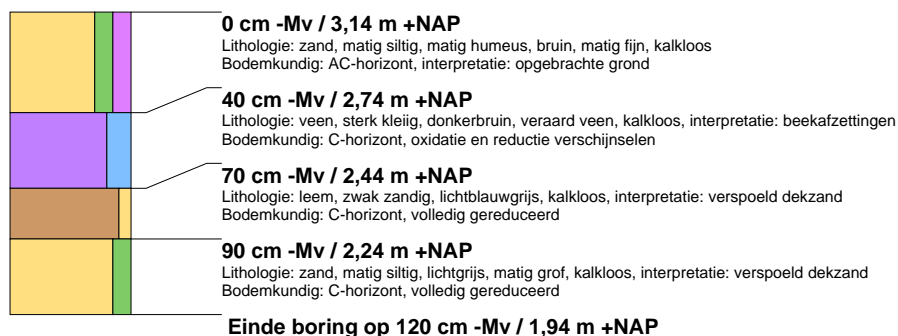 0 cm -Mv / 3,14 m +NAP
Lithologie: zand, matig siltig, matig humeus, bruin, matig fijn, kalkloos
Bodemkundig: AC-horizont, interpretatie: opgebrachte grond
40 cm -Mv / 2,74 m +NAP
Lithologie: veen, sterk kleiig, donkerbruin, veraard veen, kalkloos, interpretatie: beekafzettingen
Bodemkundig: C-horizont, oxidatie en reductie verschijnselen
70 cm -Mv / 2,44 m +NAP
Lithologie: leem, zwak zandig, lichtblauwgrijs, kalkloos, interpretatie: verspoeld dekzand
Bodemkundig: C-horizont, volledig gereduceerd
90 cm -Mv / 2,24 m +NAP
Lithologie: zand, matig siltig, lichtgrijs, matig grof, kalkloos, interpretatie: verspoeld dekzand
Bodemkundig: C-horizont, volledig gereduceerd
Einde boring op 120 cm -Mv / 1,94 m +NAP